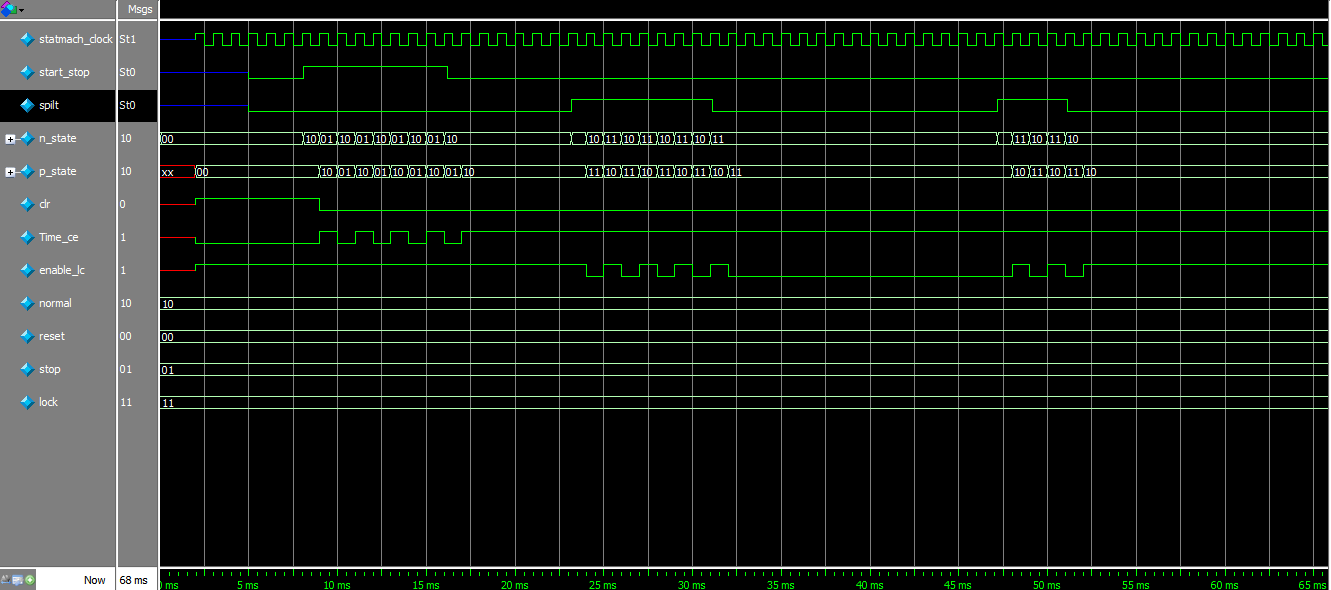 Msgs
statmach_clock St1
start_stop St0
spilt St0
n_state 10 00 10 01 10 01 10 01 10 01 10 10 11 10 11 10 11 10 11 11 10 11 10
p_state 10 xx 00 10 01 10 01 10 01 10 01 10 11 10 11 10 11 10 11 10 11 10 11 10 11 10
clr 0
Time_ce 1
enable_lc 1
normal 10 10
reset 00 00
stop 01 01
lock 11 11
Now 68 ms ms 5 ms 10 ms 15 ms 20 ms 25 ms 30 ms 35 ms 40 ms 45 ms 50 ms 55 ms 60 ms 65 ms